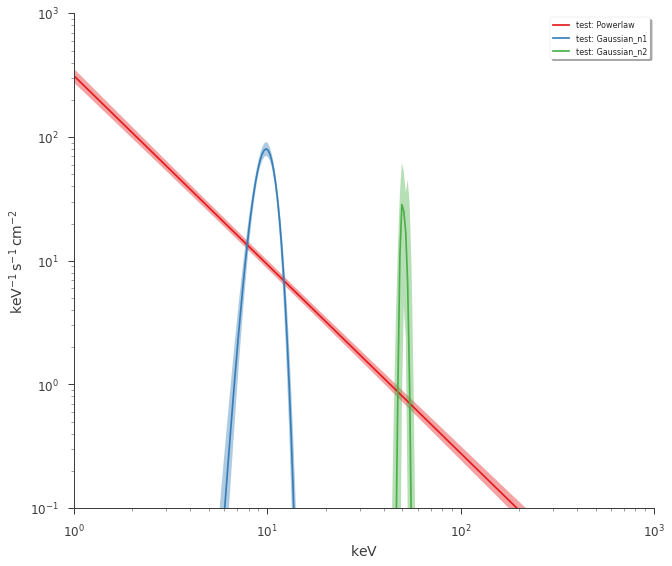 10³
10²
10¹
10⁰
10⁻¹
keV⁻¹ s⁻¹ cm⁻²
test: Powerlaw
test: Gaussian_n1
test: Gaussian_n2
10⁰
10¹
10²
10³
keV